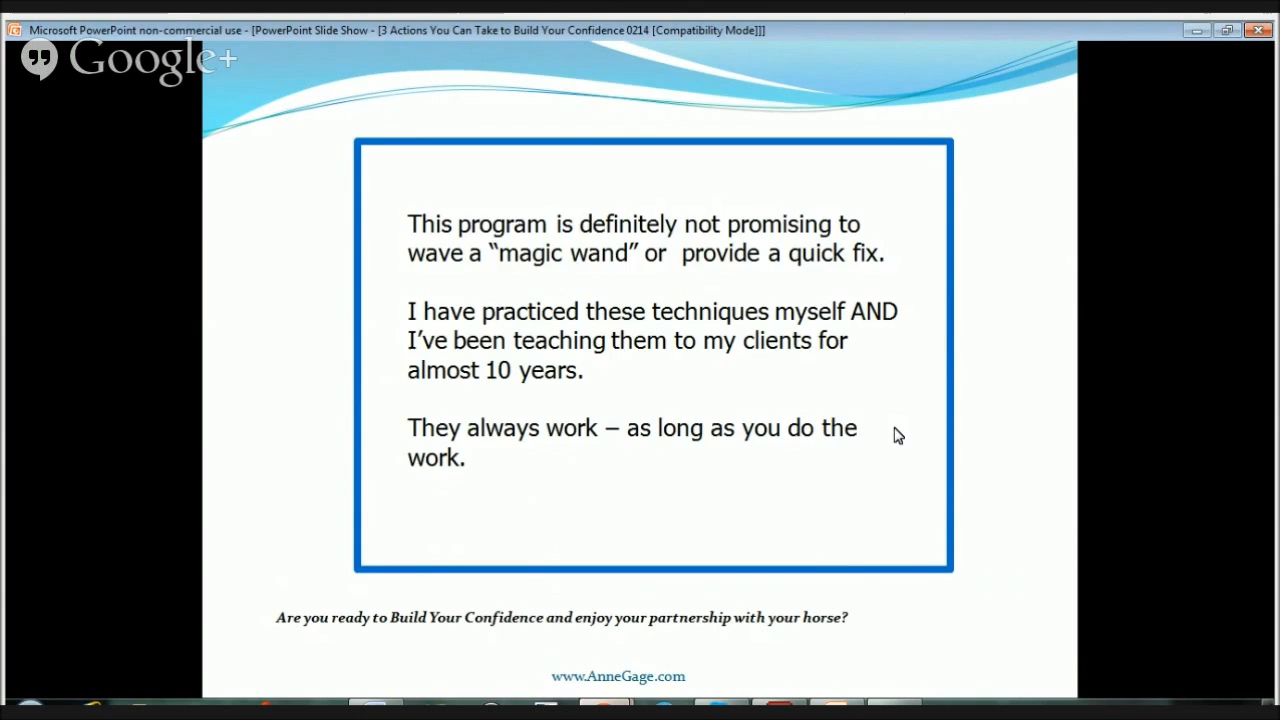 Microsoft PowerPoint non-commercial use - [PowerPoint Slide Show - [3 Actions You Can Take to Build Your Confidence 0214 [Compatibility Mode]]]
Google+
This program is definitely not promising to
wave a “magic wand” or  provide a quick fix.
I have practiced these techniques myself AND
I’ve been teaching them to my clients for
almost 10 years.
They always work – as long as you do the
work.
Are you ready to Build Your Confidence and enjoy your partnership with your horse?
www.AnneGage.com